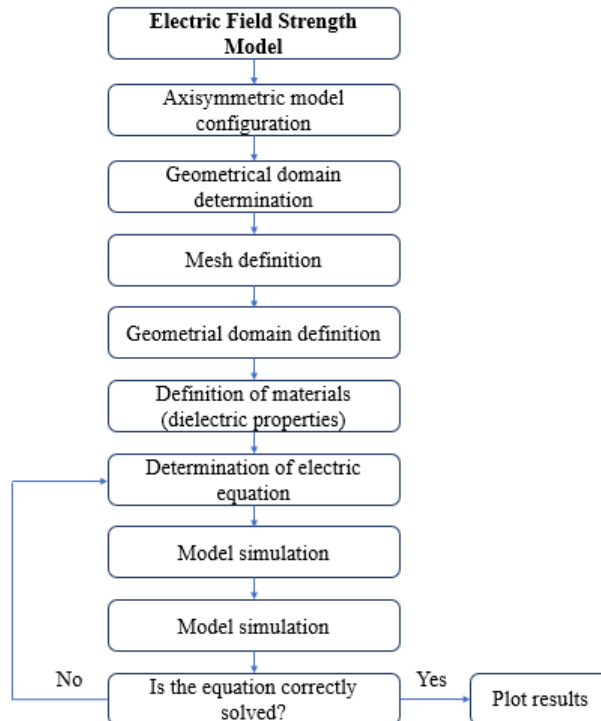 Electric Field Strength
Model
Axisymmetric model
configuration
Geometrical domain
determination
Mesh definition
Geometrial domain definition
Definition of materials
(dielectric properties)
Determination of electric
equation
Model simulation
Model simulation
No
Is the equation correctly
solved?
Yes
Plot results